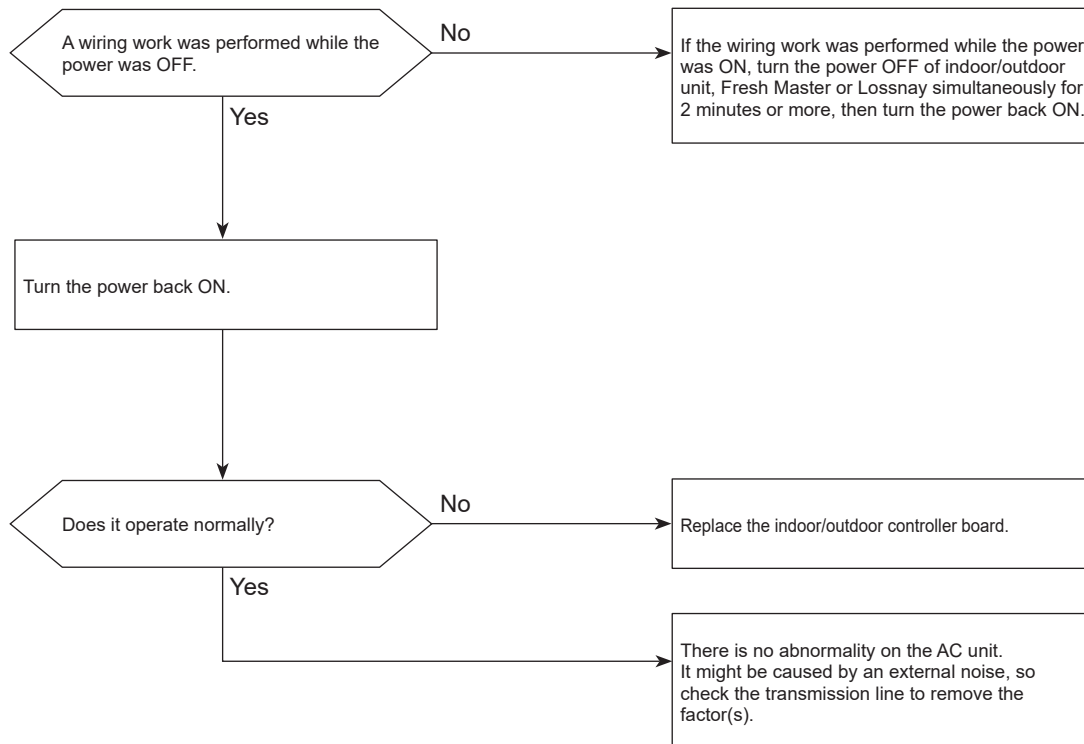 A wiring work was performed while the
power was OFF.
No
If the wiring work was performed while the power
was ON, turn the power OFF of indoor/outdoor
unit, Fresh Master or Lossnay simultaneously for
2 minutes or more, then turn the power back ON.
Yes
Turn the power back ON.
Does it operate normally?
No
Replace the indoor/outdoor controller board.
Yes
There is no abnormality on the AC unit.
It might be caused by an external noise, so
check the transmission line to remove the
factor(s).